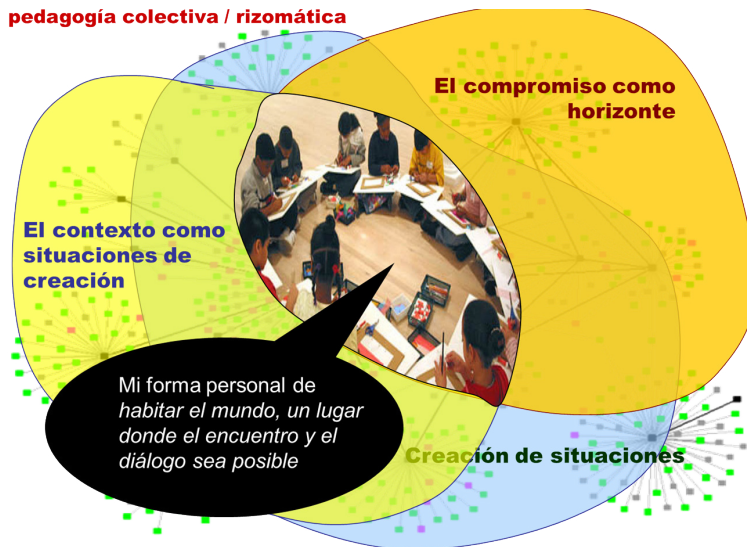 pedagogía colectiva / rizomática
El compromiso como
horizonte
El contexto como
situaciones de
creación
Mi forma personal de
habitar el mundo, un lugar
donde el encuentro y el
diálogo sea posible
Creación de situaciones